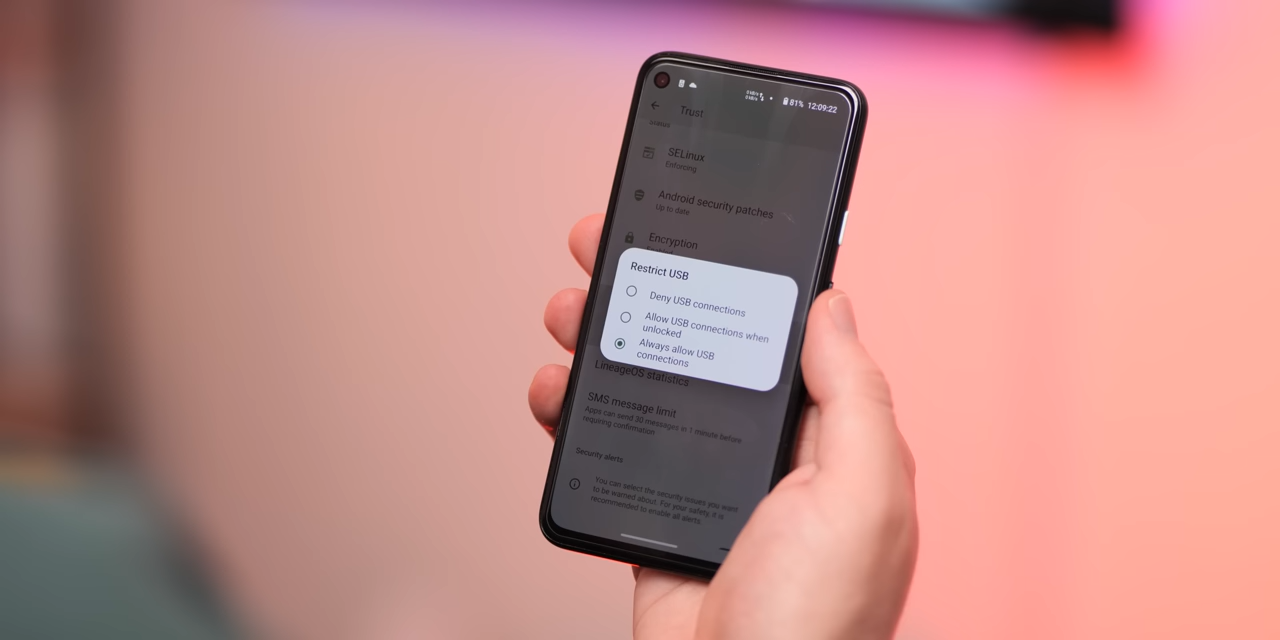 81% 12:09:22
Trust
Status
SELinux
Enforcing
Android security patches
Up to date
Encryption
Restrict USB
Deny USB connections
Allow USB connections when
unlocked
Always allow USB
connections
LineageOS statistics
SMS message limit
Apps can send 30 messages in 1 minute before
requiring confirmation
Security alerts
You can select the security issues you want
to be warned about. For your safety, it is
recommended to enable all alerts.